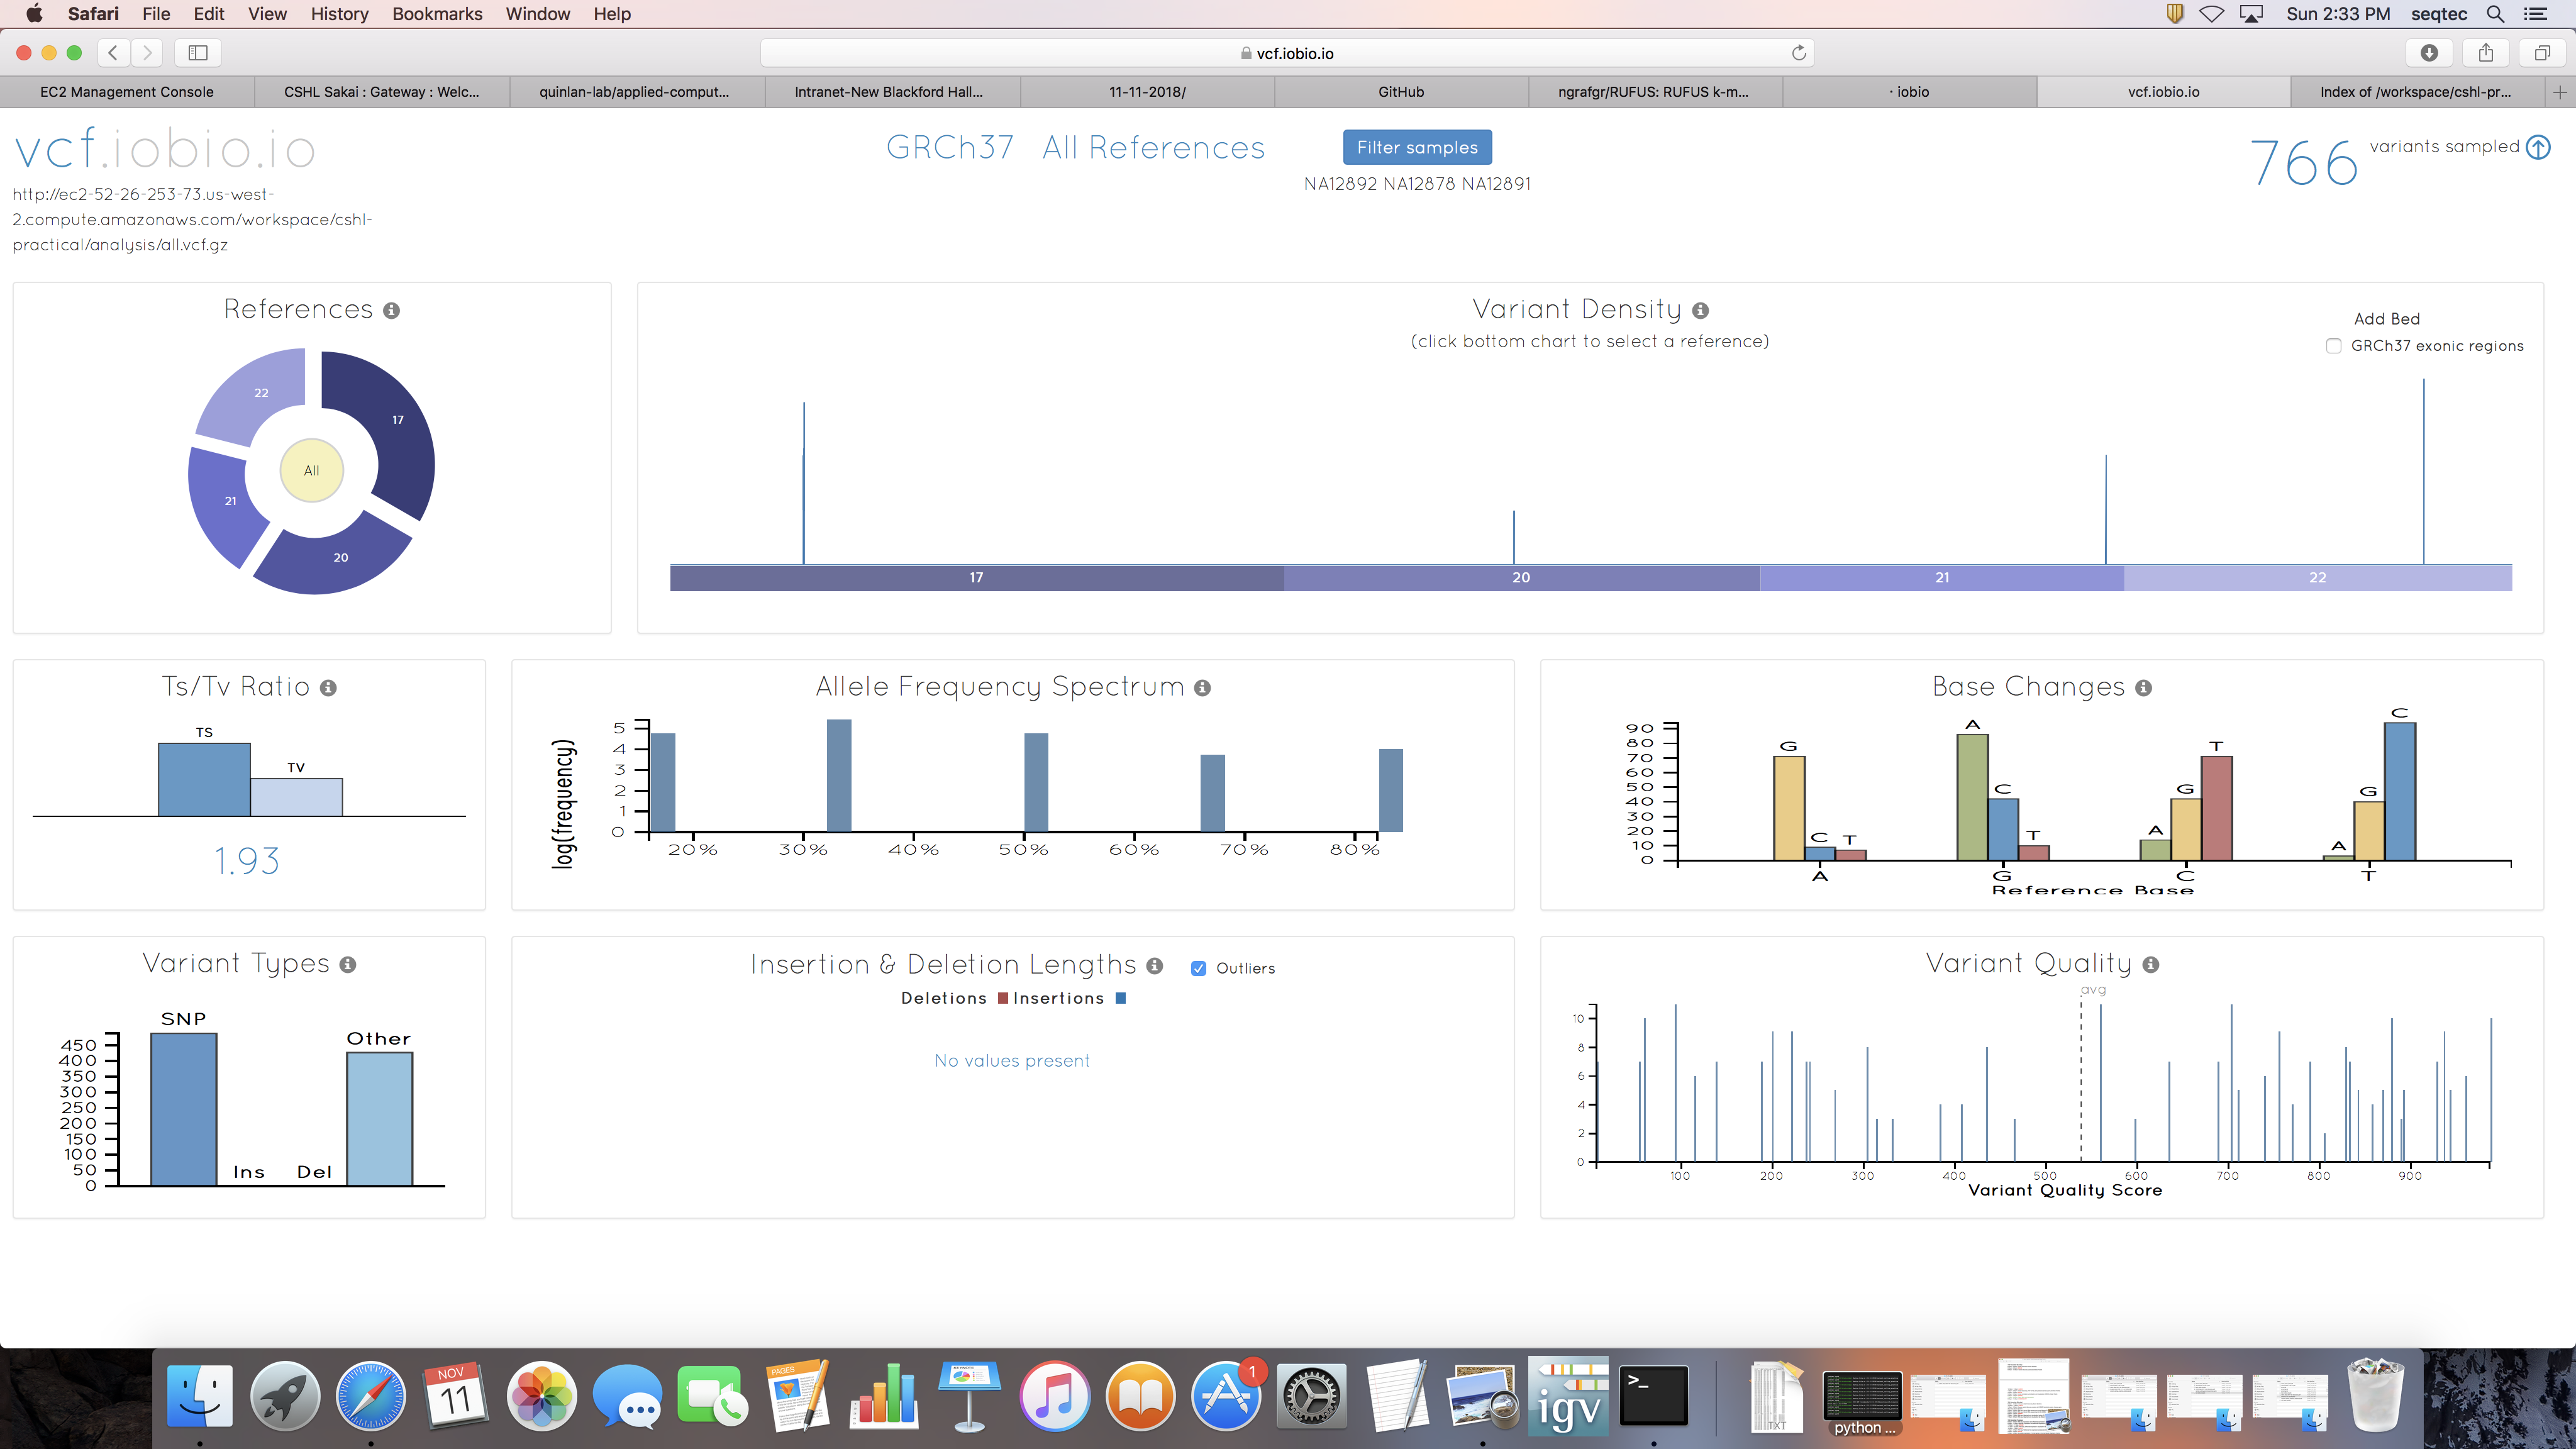 Safari File Edit View History Bookmarks Window Help Sun 2:33 PM seqtec
vcf.iobio.io
EC2 Management Console CSHL Sakai : Gateway : Welc... quinlan-lab/applied-comput... Intranet-New Blackford Hall... 11-11-2018/ GitHub ngrafgr/RUFUS: RUFUS k-m... · iobio vcf.iobio.io Index of /workspace/cshl-pr...
vcf.iobio.io
http://ec2-52-26-253-73.us-west-
2.compute.amazonaws.com/workspace/cshl-
practical/analysis/all.vcf.gz
GRCh37 All References
Filter samples
NA12892 NA12878 NA12891
766 variants sampled
References
22
17
21
20
All
Variant Density
(click bottom chart to select a reference)
Add Bed
GRCh37 exonic regions
17 20 21 22
Ts/Tv Ratio
TS
TV
1.93
Allele Frequency Spectrum
log(frequency)
5
4
3
2
1
0
20% 30% 40% 50% 60% 70% 80%
Base Changes
90
80
70
60
50
40
30
20
10
0
G C T
A C T
A G T
A G C
A G C T
Reference Base
Variant Types
SNP
Other
450
400
350
300
250
200
150
100
50
0
Ins Del
Insertion & Deletion Lengths
Outliers
Deletions Insertions
No values present
Variant Quality
avg
10
8
6
4
2
0
100 200 300 400 500 600 700 800 900
Variant Quality Score
NOV
11
PAGES
1
>_
igv
TXT
python ...